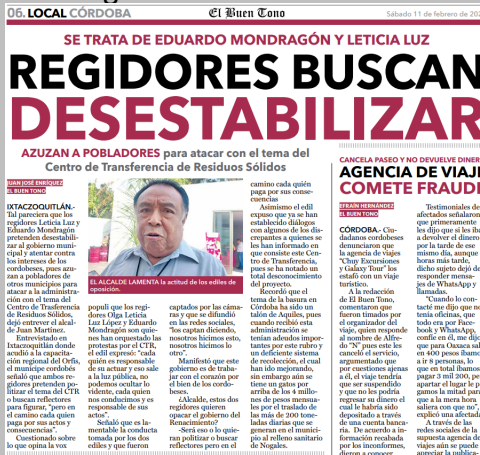 06. LOCAL CÓRDOBA
El Buen Tono
Sábado 11 de febrero de 202
SE TRATA DE EDUARDO MONDRAGÓN Y LETICIA LUZ
REGIDORES BUSCAN
DESESTABILIZAR
AZUZAN A POBLADORES para atacar con el tema del
Centro de Transferencia de Residuos Sólidos
JUAN JOSÉ ENRÍQUEZ
EL BUEN TONO
IXTACZOQUITLÁN.-
Tal pareciera que los
regidores Leticia Luz y
Eduardo Mondragón
pretenden desestabili-
zar al gobierno muni-
cipal y atentar contra
los intereses de los
cordobeses, pues azu-
zan a pobladores de
otros municipios para
atacar a la administra-
ción con el tema del
Centro de Transferencia
de Residuos Sólidos,
dejó entrever el alcal-
de Juan Martínez.
Entrevistado en
Ixtaczoquitlán donde
acudió a la capacita-
ción regional del Orfis,
el munícipe cordobés
señaló que ambos re-
gidores pretenden po-
litizar el tema del CTR
o buscan reflectores
para figurar, "pero en
el camino cada quien
paga por sus actos y
consecuencias".
Cuestionado sobre
lo que opina la vox
EL ALCALDE LAMENTA la actitud de los ediles de
oposición.
populi que los regi-
dores Olga Leticia
Luz López y Eduardo
Mondragón son quie-
nes han orquestado las
protestas por el CTR,
el edil expresó: "cada
quién es responsable
de su actuar y eso sale
a la luz pública, no
podemos ocultar lo
evidente, cada quien
nos conducimos y es
responsable de sus
actos".
Señaló que es la-
mentable la conducta
tomada por los dos
ediles y que fueron
captados por las cáma-
ras y que se difundió
en las redes sociales,
"los captan diciendo,
nosotros hicimos esto,
nosotros hicimos lo
otro".
Manifestó que este
gobierno es de traba-
jar con el corazón por
el bien de los cordo-
beses.
¿Alcalde, estos dos
regidores quieren
opacar el gobierno del
Renacimiento?
-Será eso o lo quie-
ran politizar o buscar
reflectores pero en el
camino cada quién
paga por sus conse-
cuencias
Asimismo el edil
expuso que ya se han
establecido diálogos
con algunos de los dis-
crepantes a quienes se
les han informado en
que consiste este Cen-
tro de Transferencia,
pues se ha notado un
total desconocimiento
del proyecto.
Recordó que el
tema de la basura en
Córdoba ha sido un
talón de Aquiles, pues
cuando recibió esta
administración se
tenían adeudos impor-
tantes por este rubro y
un deficiente sistema
de recolección, el cual
han ido mejorando,
sin embargo aún se
tiene un gatos por
arriba de los 4 millo-
nes de pesos mensua-
les por el traslado de
las más de 200 tone-
ladas diarias que se
generan en el munici-
pio al relleno sanitario
de Nogales.
CANCELA PASEO Y NO DEVUELVE DINER
AGENCIA DE VIAJE
COMETE FRAUDE
EFRAÍN HERNÁNDEZ
EL BUEN TONO
CÓRDOBA.- Ciu-
dadanos cordobeses
denunciaron que
la agencia de viajes
"Chuy Excursiones
y Galaxy Tour" los
estafó con un viaje
turístico.
A la redacción
de El Buen Tono,
comentaron que
fueron timados por
el organizador del
viaje, quien responde
al nombre de Alfre-
do "N" pues este les
canceló el servicio,
argumentado que
por cuestiones ajenas
a él, el viaje tendría
que ser suspendido
y que no les podría
regresar su dinero
el cual le habría sido
depositado a través
de una cuenta banca-
ria. De acuerdo a in-
formación recabada
por los inconformes,
dieron a conocer
Testimoniales de
afectados señalaron
que primeramente
dijo que si les iba
a devolver el dinero
por la tarde de ese
mismo día, aunque
horas más tarde,
dicho sujeto dejó de
responder mensa-
jes de WhatsApp y
llamadas.
"Cuando lo con-
tacté me dijo que no
tenía oficinas, que
todo era por Face-
book y WhatsApp,
confié en él, me dijo
que para Oaxaca sal
en 400 pesos íbamos
a ir 8 personas, lo
que en total íbamos
pagar 3 mil 200, pe
apartar el lugar le p
gamos la mitad para
que a la mera hora
saliera con que no",
explicó una afectada
A través de las
redes sociales de la
supuesta agencia de
viajes aún se puede
apreciar la publica-